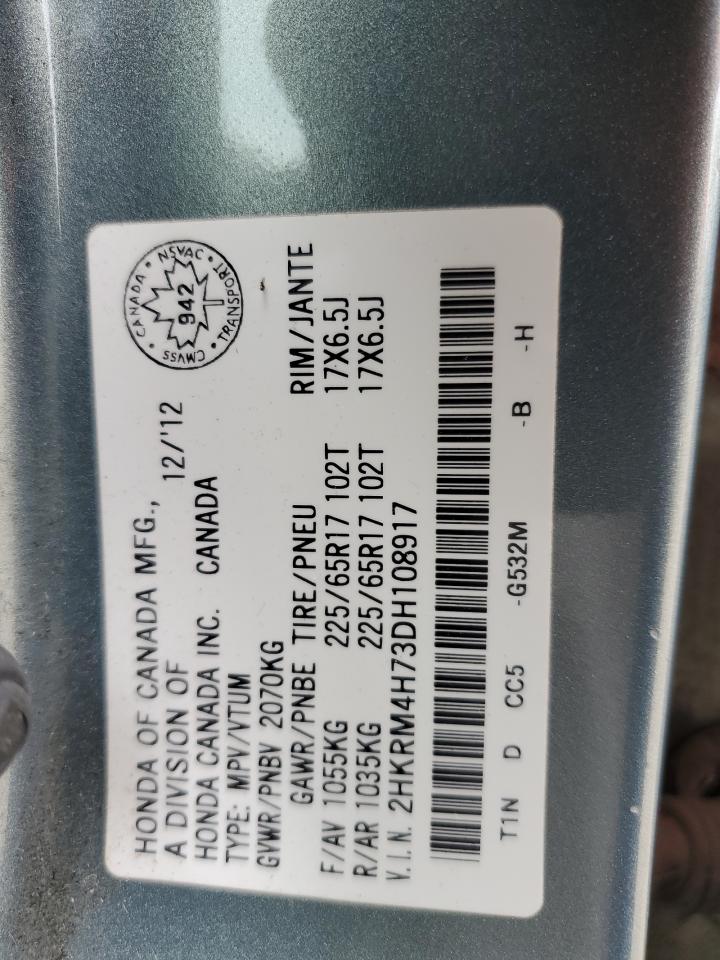 HONDA OF CANADA MFG.,
A DIVISION OF 12/'12
HONDA CANADA INC. CANADA
TYPE: MPV/VTUM
GVWR/PNBV 2070KG
GAWR/PNBE TIRE/PNEU RIM/JANTE
F/AV 1055KG 225/65R17 102T 17X6.5J
R/AR 1035KG 225/65R17 102T 17X6.5J
V.I.N. 2HKRM4H73DH108917
T1N D CC5 -G532M -B -H
CANADA • NSVAC • TRANSPORT • CMVSS •
942